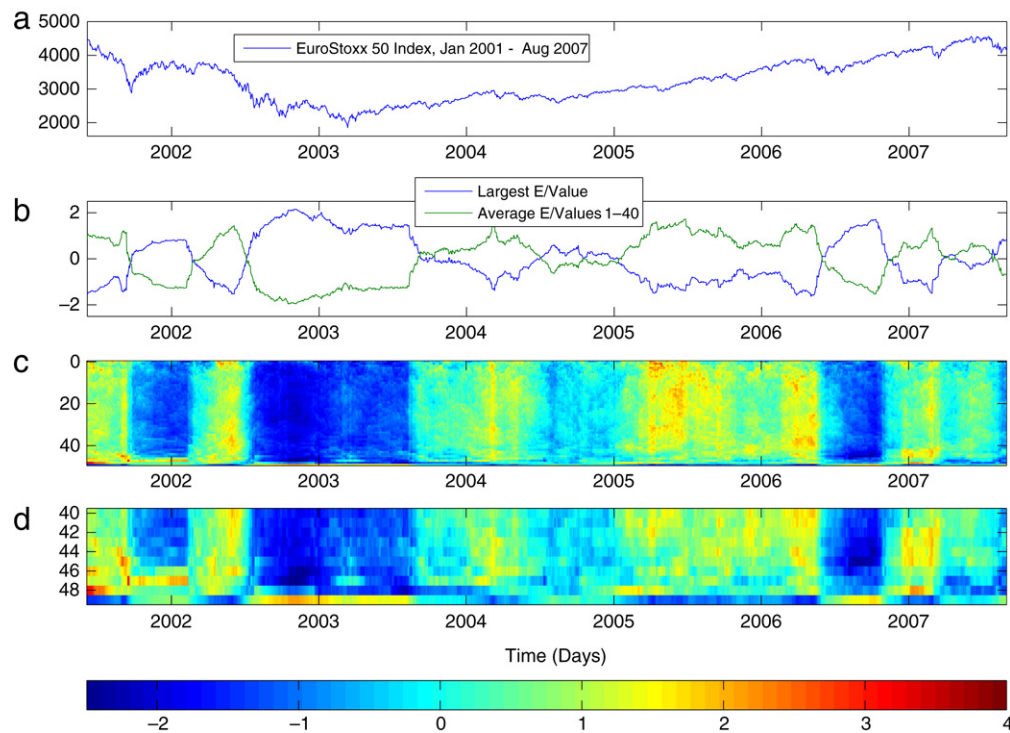 a
5000
4000
3000
2000
EuroStoxx 50 Index, Jan 2001 - Aug 2007
2002 2003 2004 2005 2006 2007
b
2
0
−2
Largest E/Value
Average E/Values 1–40
2002 2003 2004 2005 2006 2007
c
0
20
40
2002 2003 2004 2005 2006 2007
d
40
42
44
46
48
2002 2003 2004 2005 2006 2007
Time (Days)
−2 −1 0 1 2 3 4